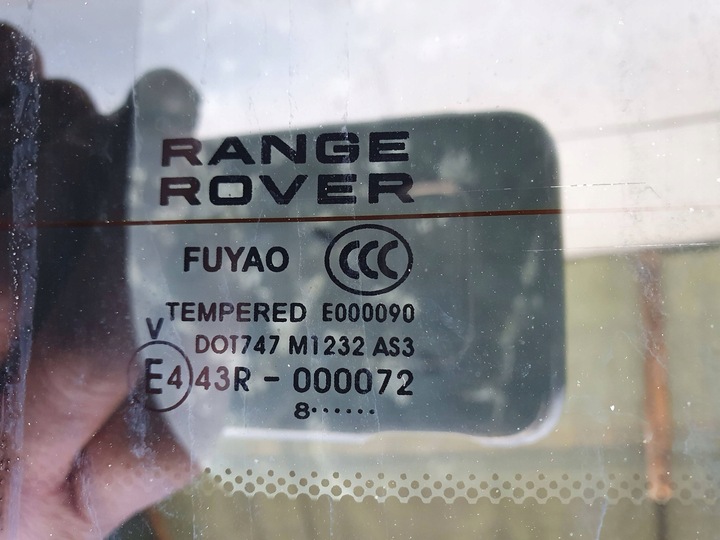 RANGE
ROVER
FUYAO CCC
TEMPERED E000090
V
DOT747 M1232 AS3
E4 43R - 000072
8······